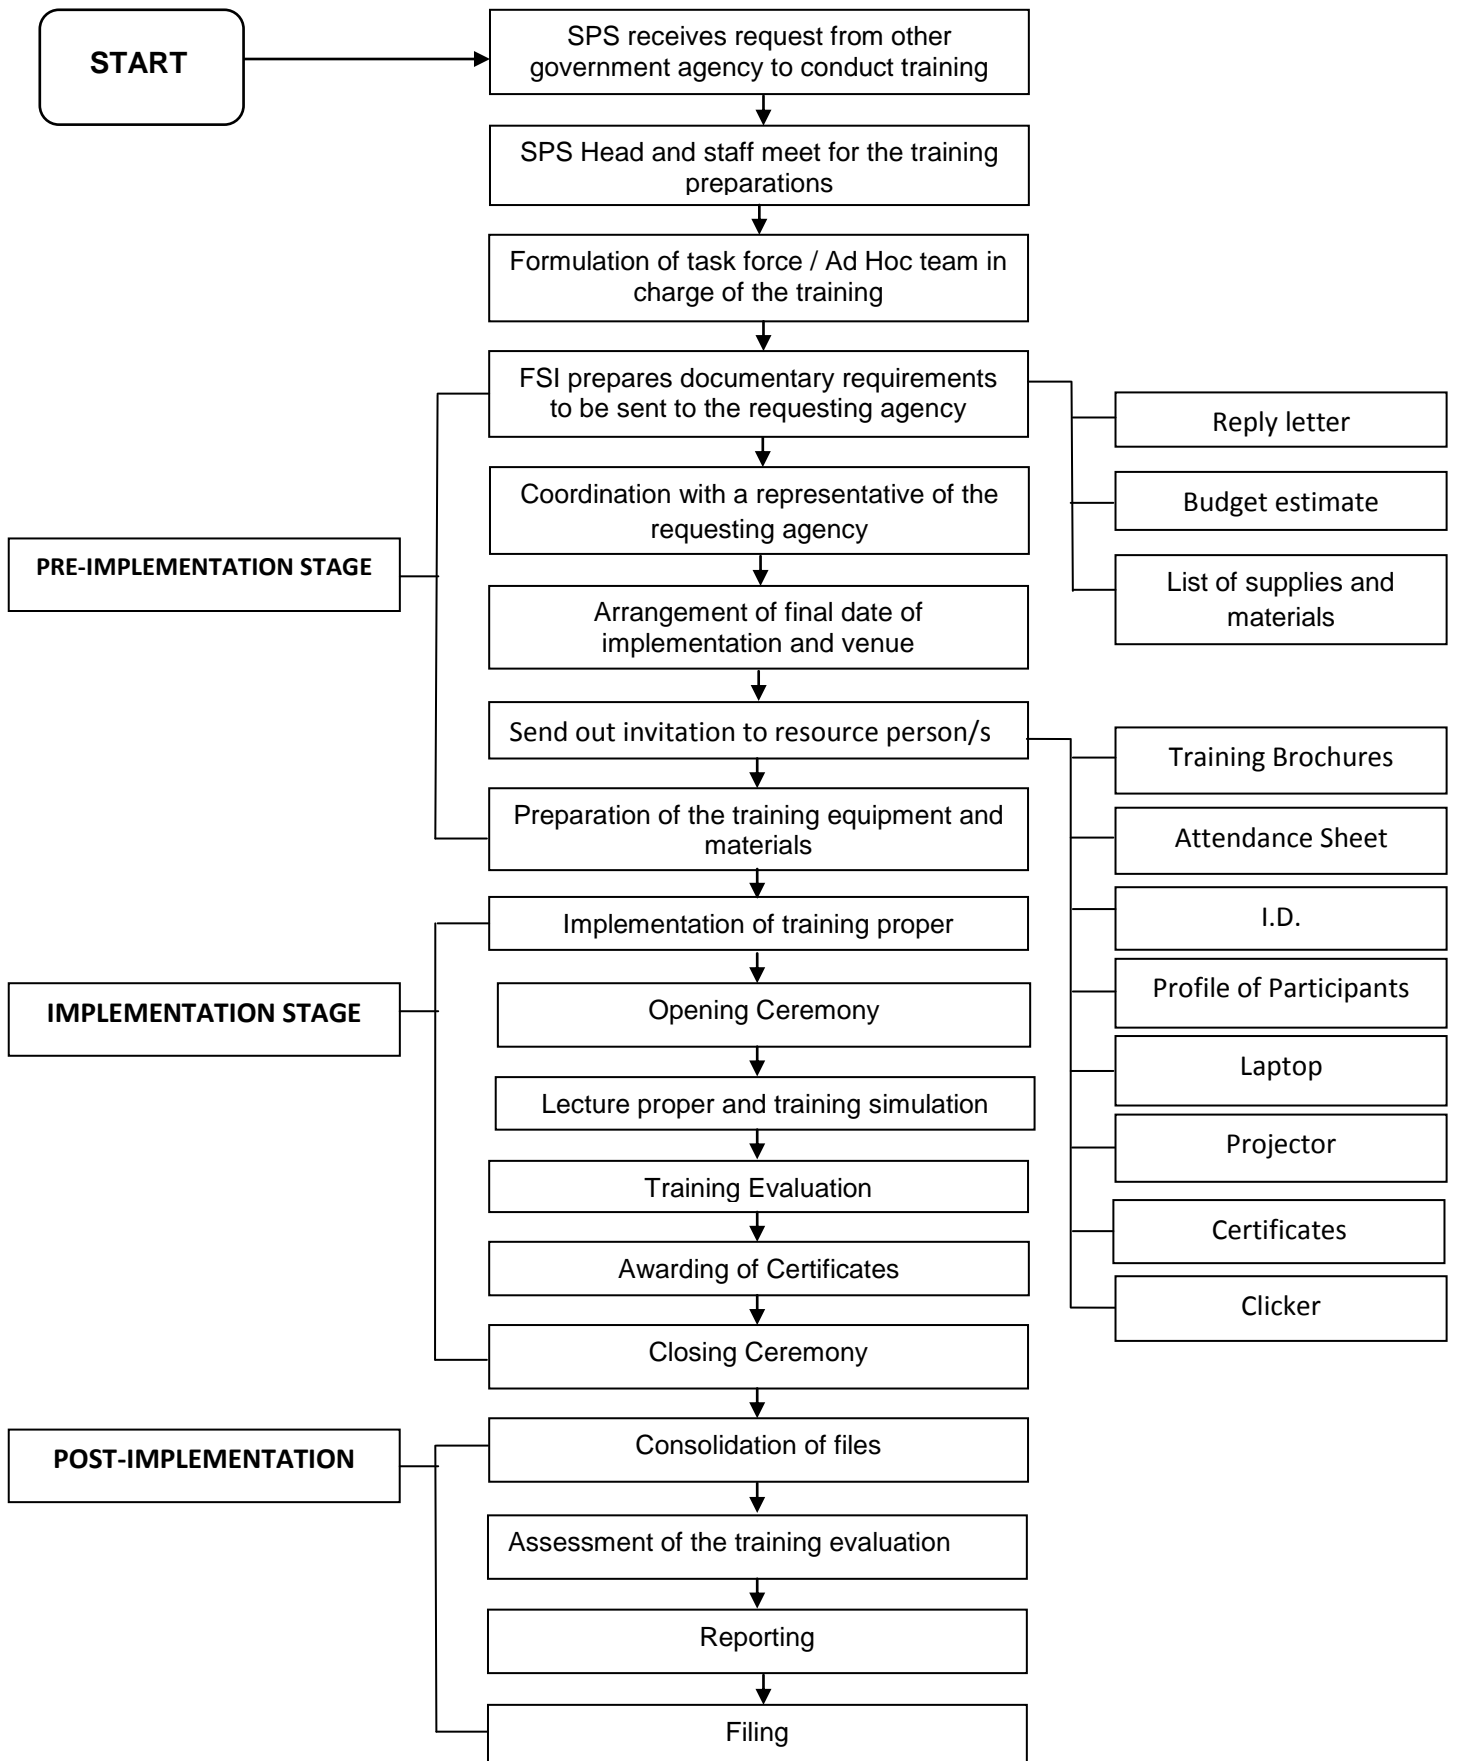 START
SPS receives request from other
government agency to conduct training
SPS Head and staff meet for the training
preparations
Formulation of task force / Ad Hoc team in
charge of the training
FSI prepares documentary requirements
to be sent to the requesting agency
Reply letter
Budget estimate
List of supplies and
materials
Coordination with a representative of the
requesting agency
PRE-IMPLEMENTATION STAGE
Arrangement of final date of
implementation and venue
Send out invitation to resource person/s
Training Brochures
Attendance Sheet
I.D.
Profile of Participants
Laptop
Projector
Certificates
Clicker
Preparation of the training equipment and
materials
Implementation of training proper
IMPLEMENTATION STAGE
Opening Ceremony
Lecture proper and training simulation
Training Evaluation
Awarding of Certificates
Closing Ceremony
POST-IMPLEMENTATION
Consolidation of files
Assessment of the training evaluation
Reporting
Filing